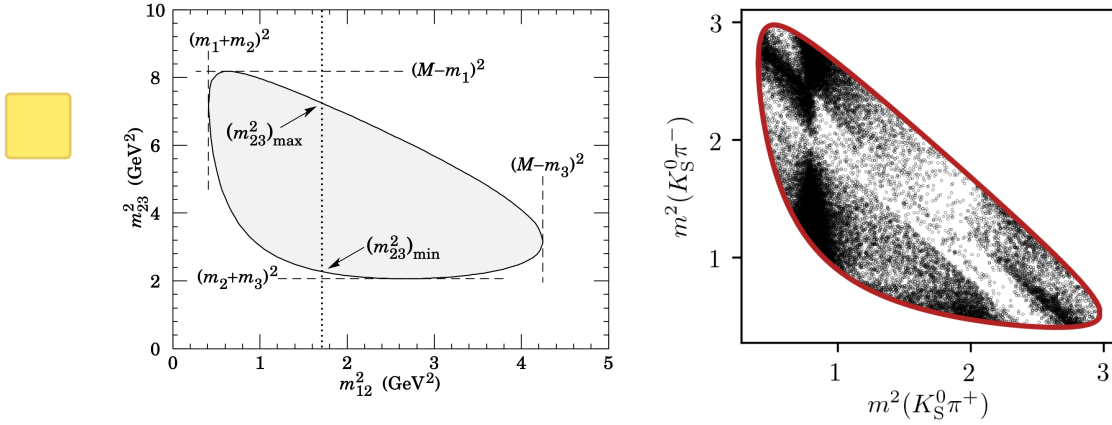 10
8
6
4
2
0
m²₂₃ (GeV²)
(m₁+m₂)²
(M−m₁)²
(m²₂₃)max
(M−m₃)²
(m²₂₃)min
(m₂+m₃)²
0 1 2 3 4 5
m²₁₂ (GeV²)
3
2
1
m²(K⁰Sπ⁻)
1 2 3
m²(K⁰Sπ⁺)